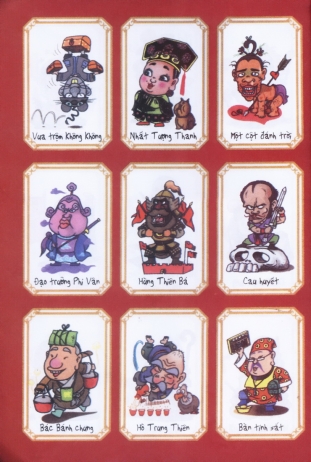 Vua trộm Không Không
Nhất Tượng Thanh
Một cột đánh trời
Đạo trưởng Phi Vân
Hùng Thiên Bá
Cau huyết
Bác Bánh chưng
Hồ Trung Thiên
Bàn tính sắt